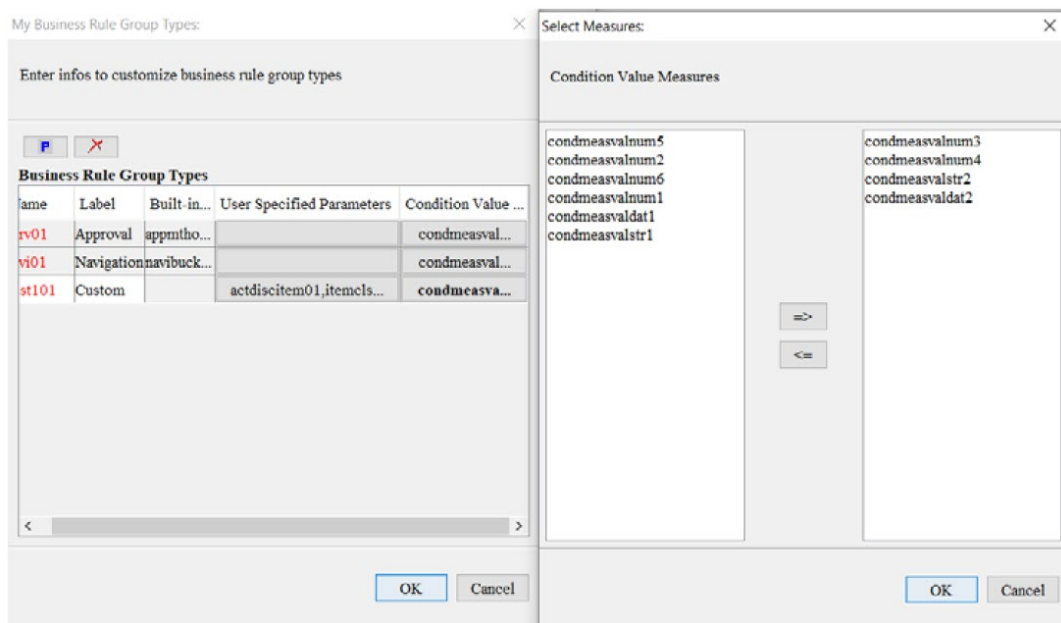 My Business Rule Group Types:
Enter infos to customize business rule group types
P
Business Rule Group Types
ame Label Built-in... User Specified Parameters Condition Value ...
rv01 Approval appmtho... condmeasval...
vi01 Navigation navibuck... condmeasval...
st101 Custom actdiscitem01,itemcls... condmeasva...
< >
OK Cancel
Select Measures:
Condition Value Measures
condmeasvalnum5
condmeasvalnum2
condmeasvalnum6
condmeasvalnum1
condmeasvaldat1
condmeasvalstr1
=>
<=
condmeasvalnum3
condmeasvalnum4
condmeasvalstr2
condmeasvaldat2
OK Cancel